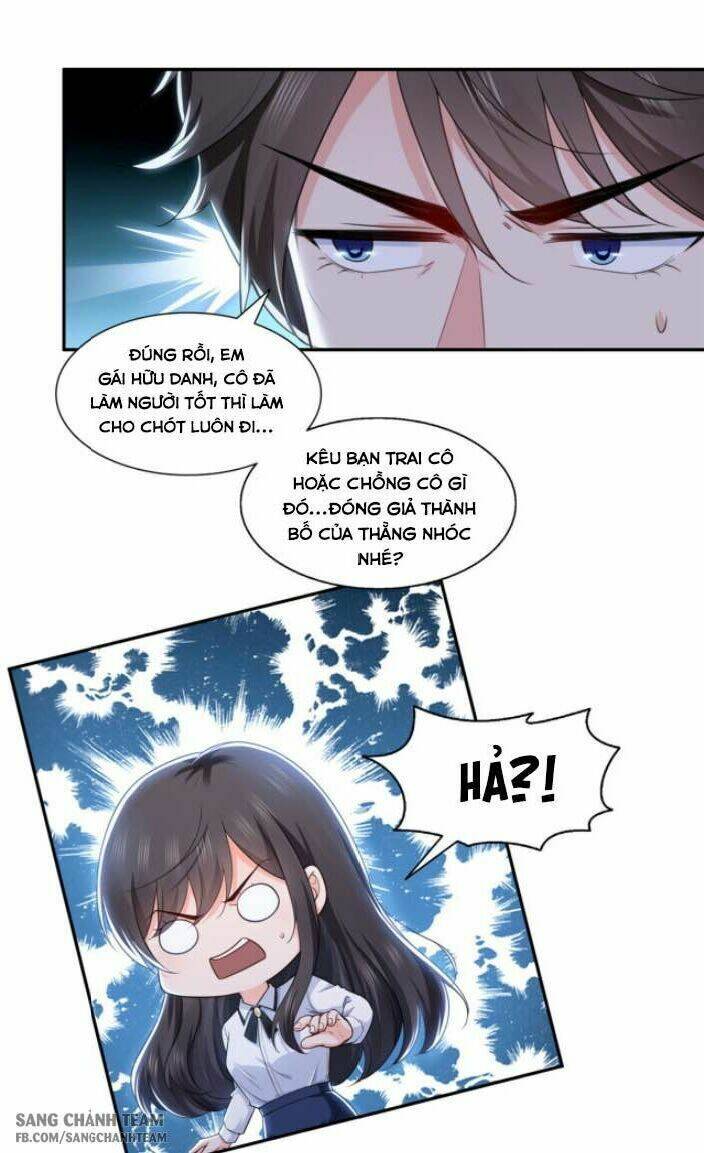 ĐÚNG RỒI, EM
GÁI HỮU DANH, CÔ ĐÃ
LÀM NGƯỜI TỐT THÌ LÀM
CHO CHÓT LUÔN ĐI...
KÊU BẠN TRAI CÔ
HOẶC CHỒNG CÔ GÌ
ĐÓ...ĐÓNG GIẢ THÀNH
BỐ CỦA THẰNG NHÓC
NHÉ?
HẢ?!
SANG CHẢNH TEAM
FB.COM/SANGCHANHTEAM